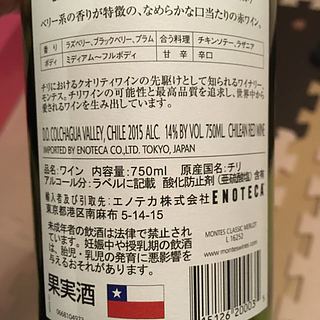 ベリー系の香りが特徴の、なめらかな口当たりの赤ワイン。
香り ラズベリー、ブラックベリー、プラム 合う料理 チキンソテー、ラザニア
ボディ ミディアム〜フルボディ 甘辛 辛口
チリにおけるクオリティワインの先駆けとして知られるワイナリー、
モンテス。チリワインの可能性と最高品質を追求し、世界中から
愛されるワインを生み出しています。
D.O. COLCHAGUA VALLEY, CHILE 2015 ALC. 14% BY VOL. 750ML. CHILEAN RED WINE
IMPORTED BY ENOTECA CO.,LTD. TOKYO, JAPAN
品名:ワイン 内容量:750ml 原産国名:チリ
アルコール分:ラベルに記載 酸化防止剤(亜硫酸塩)含有
輸入者及び引取先:エノテカ株式会社 ENOTECA
東京都港区南麻布 5-14-15
未成年者の飲酒は法律で禁止され
ています。妊娠中や授乳期の飲酒
は、胎児・乳児の発育に悪影響を
与えるおそれがあります。
MONTES CLASSIC MERLOT
L 16252
www.monteswines.com
果実酒
9668104973